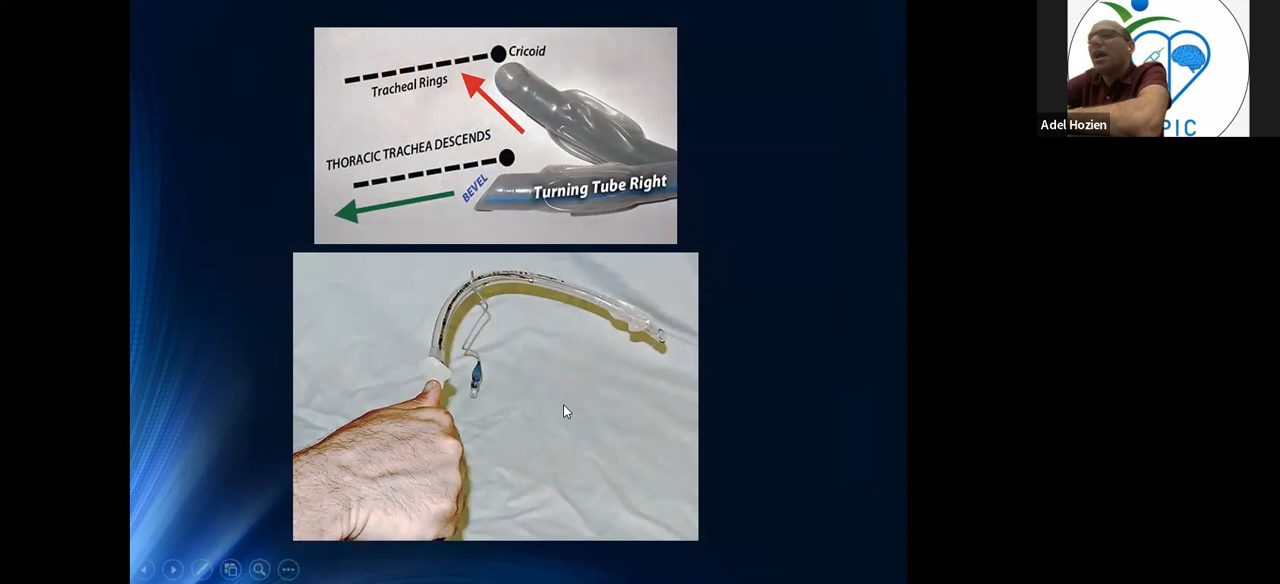 Cricoid
Tracheal Rings
THORACIC TRACHEA DESCENDS
BEVEL
Turning Tube Right
Adel Hozien
PIC